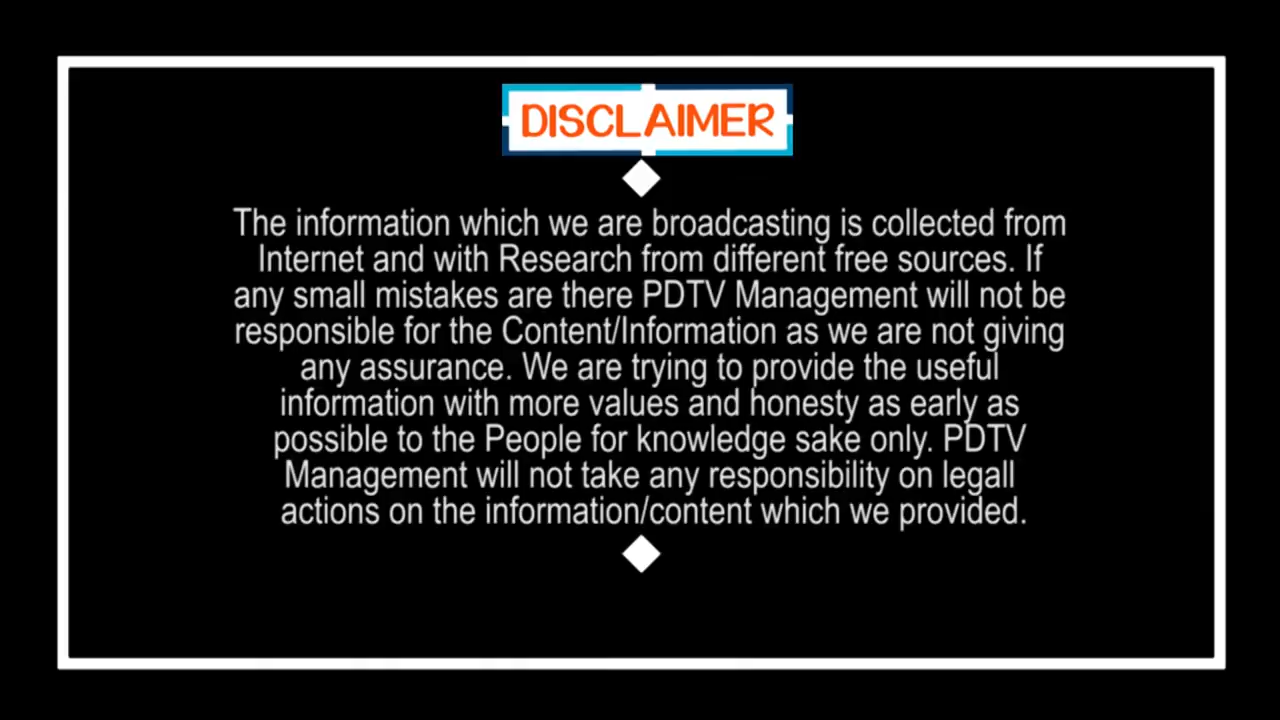 DISCLAIMER
The information which we are broadcasting is collected from
Internet and with Research from different free sources. If
any small mistakes are there PDTV Management will not be
responsible for the Content/Information as we are not giving
any assurance. We are trying to provide the useful
information with more values and honesty as early as
possible to the People for knowledge sake only. PDTV
Management will not take any responsibility on legall
actions on the information/content which we provided.